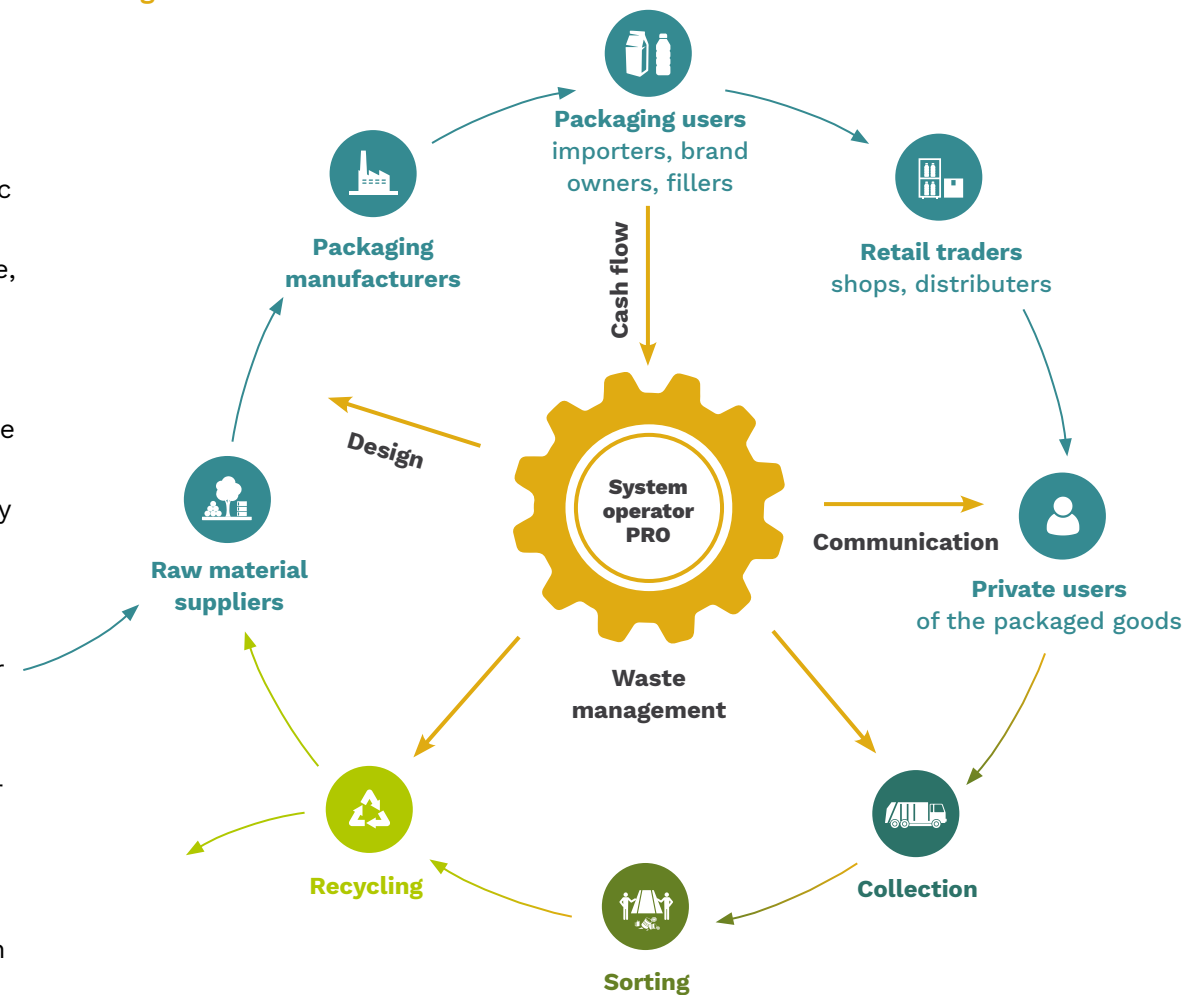 g
Packaging users
importers, brand
owners, fillers
Packaging
manufacturers
Retail traders
shops, distributers
Cash flow
Design
System
operator
PRO
Communication
Raw material
suppliers
Private users
of the packaged goods
Waste
management
Recycling
Collection
Sorting
c
e,
e
y
r
n